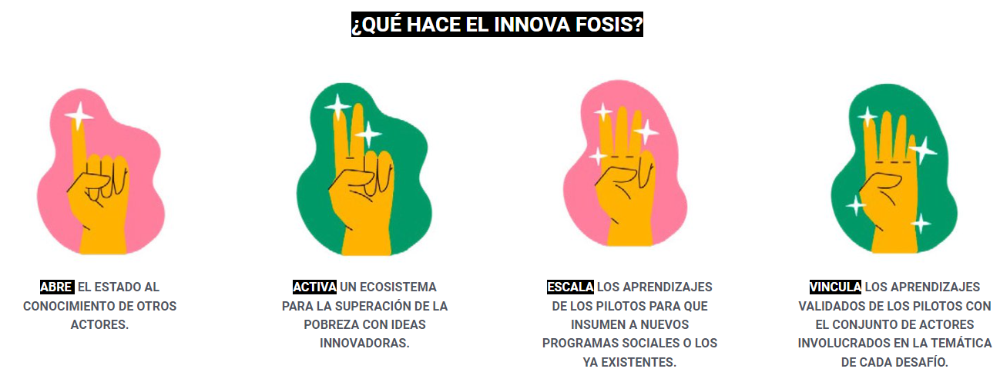 ¿QUÉ HACE EL INNOVA FOSIS?
ABRE EL ESTADO AL
CONOCIMIENTO DE OTROS
ACTORES.
ACTIVA UN ECOSISTEMA
PARA LA SUPERACIÓN DE LA
POBREZA CON IDEAS
INNOVADORAS.
ESCALA LOS APRENDIZAJES
DE LOS PILOTOS PARA QUE
INSUMEN A NUEVOS
PROGRAMAS SOCIALES O LOS
YA EXISTENTES.
VINCULA LOS APRENDIZAJES
VALIDADOS DE LOS PILOTOS CON
EL CONJUNTO DE ACTORES
INVOLUCRADOS EN LA TEMÁTICA
DE CADA DESAFÍO.